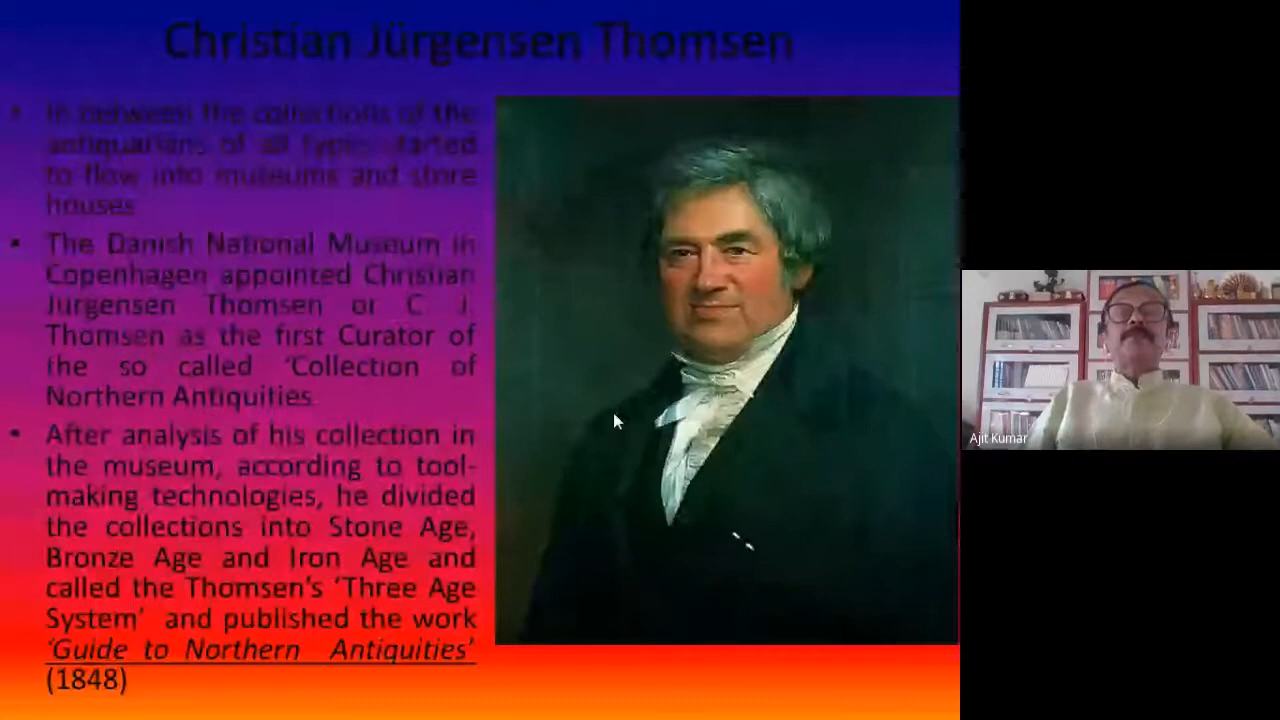 Christian Jürgensen Thomsen
• In between the collections of the
antiquarians of all types started
to flow into museums and store
houses
• The Danish National Museum in
Copenhagen appointed Christian
Jurgensen Thomsen or C J.
Thomsen as the first Curator of
the so called ‘Collection of
Northern Antiquities
• After analysis of his collection in
the museum, according to tool-
making technologies, he divided
the collections into Stone Age,
Bronze Age and Iron Age and
called the Thomsen's ‘Three Age
System’ and published the work
‘Guide to Northern Antiquities’
(1848)
Ajit Kumar